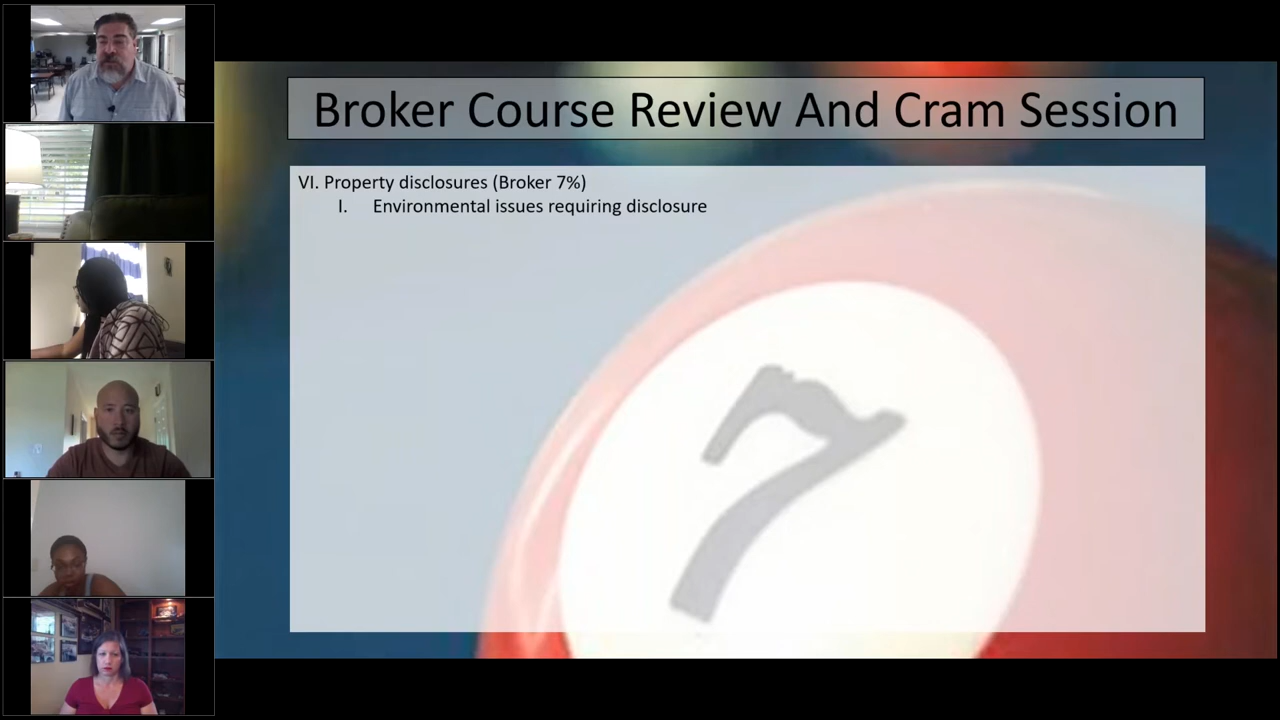 Broker Course Review And Cram Session
VI. Property disclosures (Broker 7%)
I. Environmental issues requiring disclosure
7